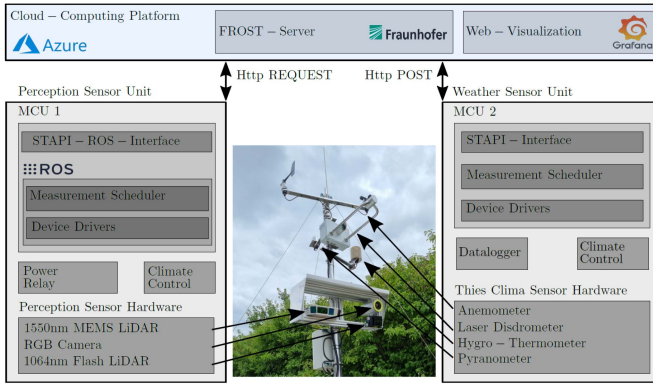 Cloud – Computing Platform
Azure
FROST – Server
Fraunhofer
Web – Visualization
Grafana
Http REQUEST
Http POST
Perception Sensor Unit
MCU 1
STAPI – ROS – Interface
ROS
Measurement Scheduler
Device Drivers
Power
Relay
Climate
Control
Perception Sensor Hardware
1550nm MEMS LiDAR
RGB Camera
1064nm Flash LiDAR
Weather Sensor Unit
MCU 2
STAPI – Interface
Measurement Scheduler
Device Drivers
Datalogger
Climate
Control
Thies Clima Sensor Hardware
Anemometer
Laser Disdrometer
Hygro – Thermometer
Pyranometer